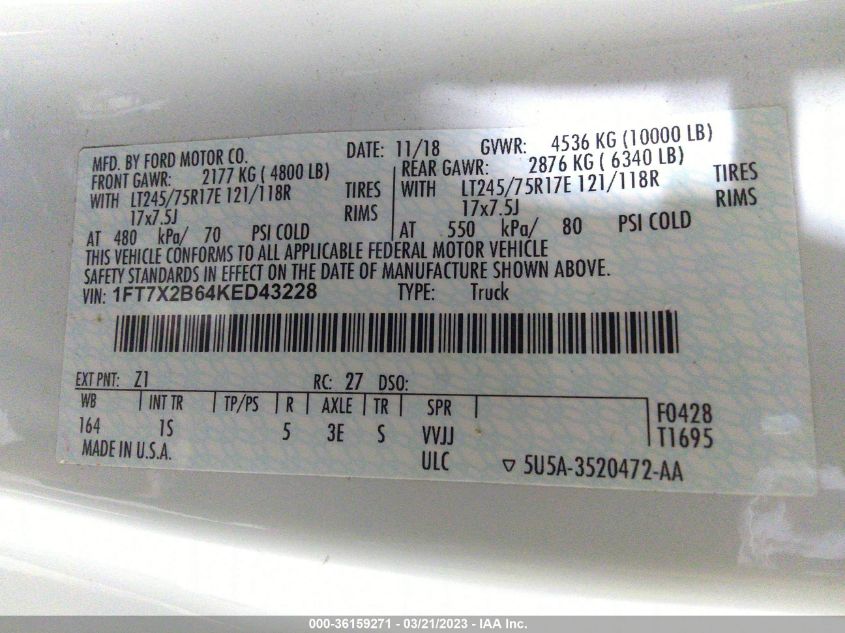 MFD. BY FORD MOTOR CO. DATE: 11/18 GVWR: 4536 KG (10000 LB)
FRONT GAWR: 2177 KG ( 4800 LB) REAR GAWR: 2876 KG ( 6340 LB)
WITH LT245/75R17E 121/118R TIRES WITH LT245/75R17E 121/118R TIRES
17x7.5J RIMS 17x7.5J RIMS
AT 480 kPa/ 70 PSI COLD AT 550 kPa/ 80 PSI COLD
THIS VEHICLE CONFORMS TO ALL APPLICABLE FEDERAL MOTOR VEHICLE
SAFETY STANDARDS IN EFFECT ON THE DATE OF MANUFACTURE SHOWN ABOVE.
VIN: 1FT7X2B64KED43228 TYPE: Truck
EXT PNT: Z1 RC: 27 DSO:
WB INT TR TP/PS R AXLE TR SPR F0428
164 1S 5 3E S VVJJ T1695
MADE IN U.S.A. ULC ▽ 5U5A-3520472-AA
000-36159271 - 03/21/2023 - IAA Inc.